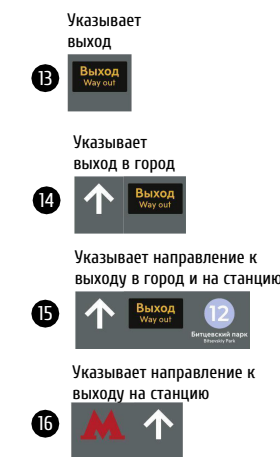 Указывает
выход
13
Выход
Way out
Указывает
выход в город
14
Выход
Way out
Указывает направление к
выходу в город и на станцию
15
Выход
Way out
12
Битцевский парк
Bitsevskiy Park
Указывает направление к
выходу на станцию
16
М